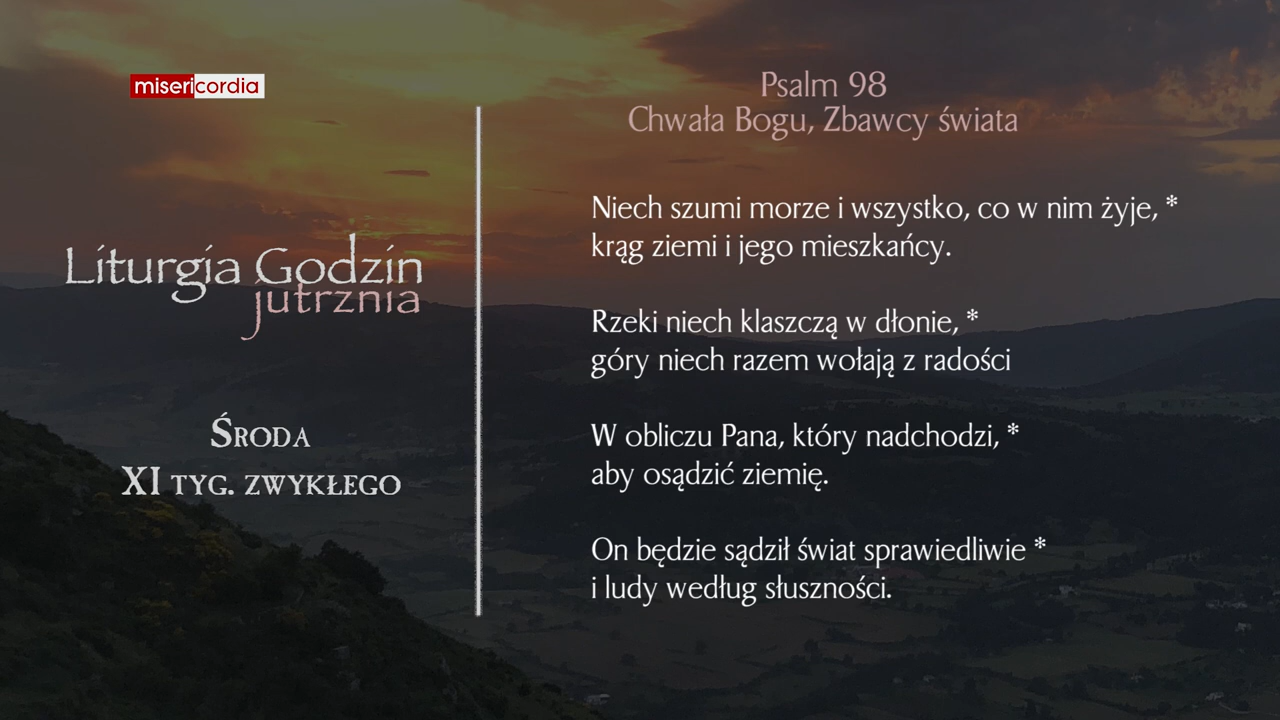 misericordia
Liturgia Godzin
jutrznia
Środa
XI tyg. zwykłego
Psalm 98
Chwała Bogu, Zbawcy świata
Niech szumi morze i wszystko, co w nim żyje, *
krąg ziemi i jego mieszkańcy.
Rzeki niech klaszczą w dłonie, *
góry niech razem wołają z radości
W obliczu Pana, który nadchodzi, *
aby osądzić ziemię.
On będzie sądził świat sprawiedliwie *
i ludy według słuszności.